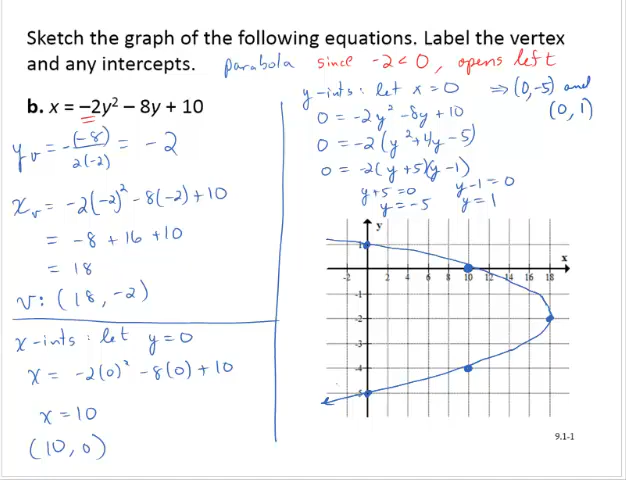 Sketch the graph of the following equations. Label the vertex
and any intercepts. parabola since -2 < 0, opens left
b. x = –2y² – 8y + 10
y_v = -(-8)/2(-2) = -2
x_v = -2(-2)² - 8(-2) + 10
= -8 + 16 + 10
= 18
V: (18, -2)
x-ints: let y = 0
x = -2(0)² - 8(0) + 10
x = 10
(10, 0)
y-ints: let x = 0 ⇒ (0, -5) and
(0, 1)
0 = -2y² - 8y + 10
0 = -2(y² + 4y - 5)
0 = -2(y + 5)(y - 1)
y + 5 = 0 y - 1 = 0
y = -5 y = 1
y
1
x
-2 2 4 6 8 10 12 14 16 18
-1
-2
-3
-4
-5
9.1-1